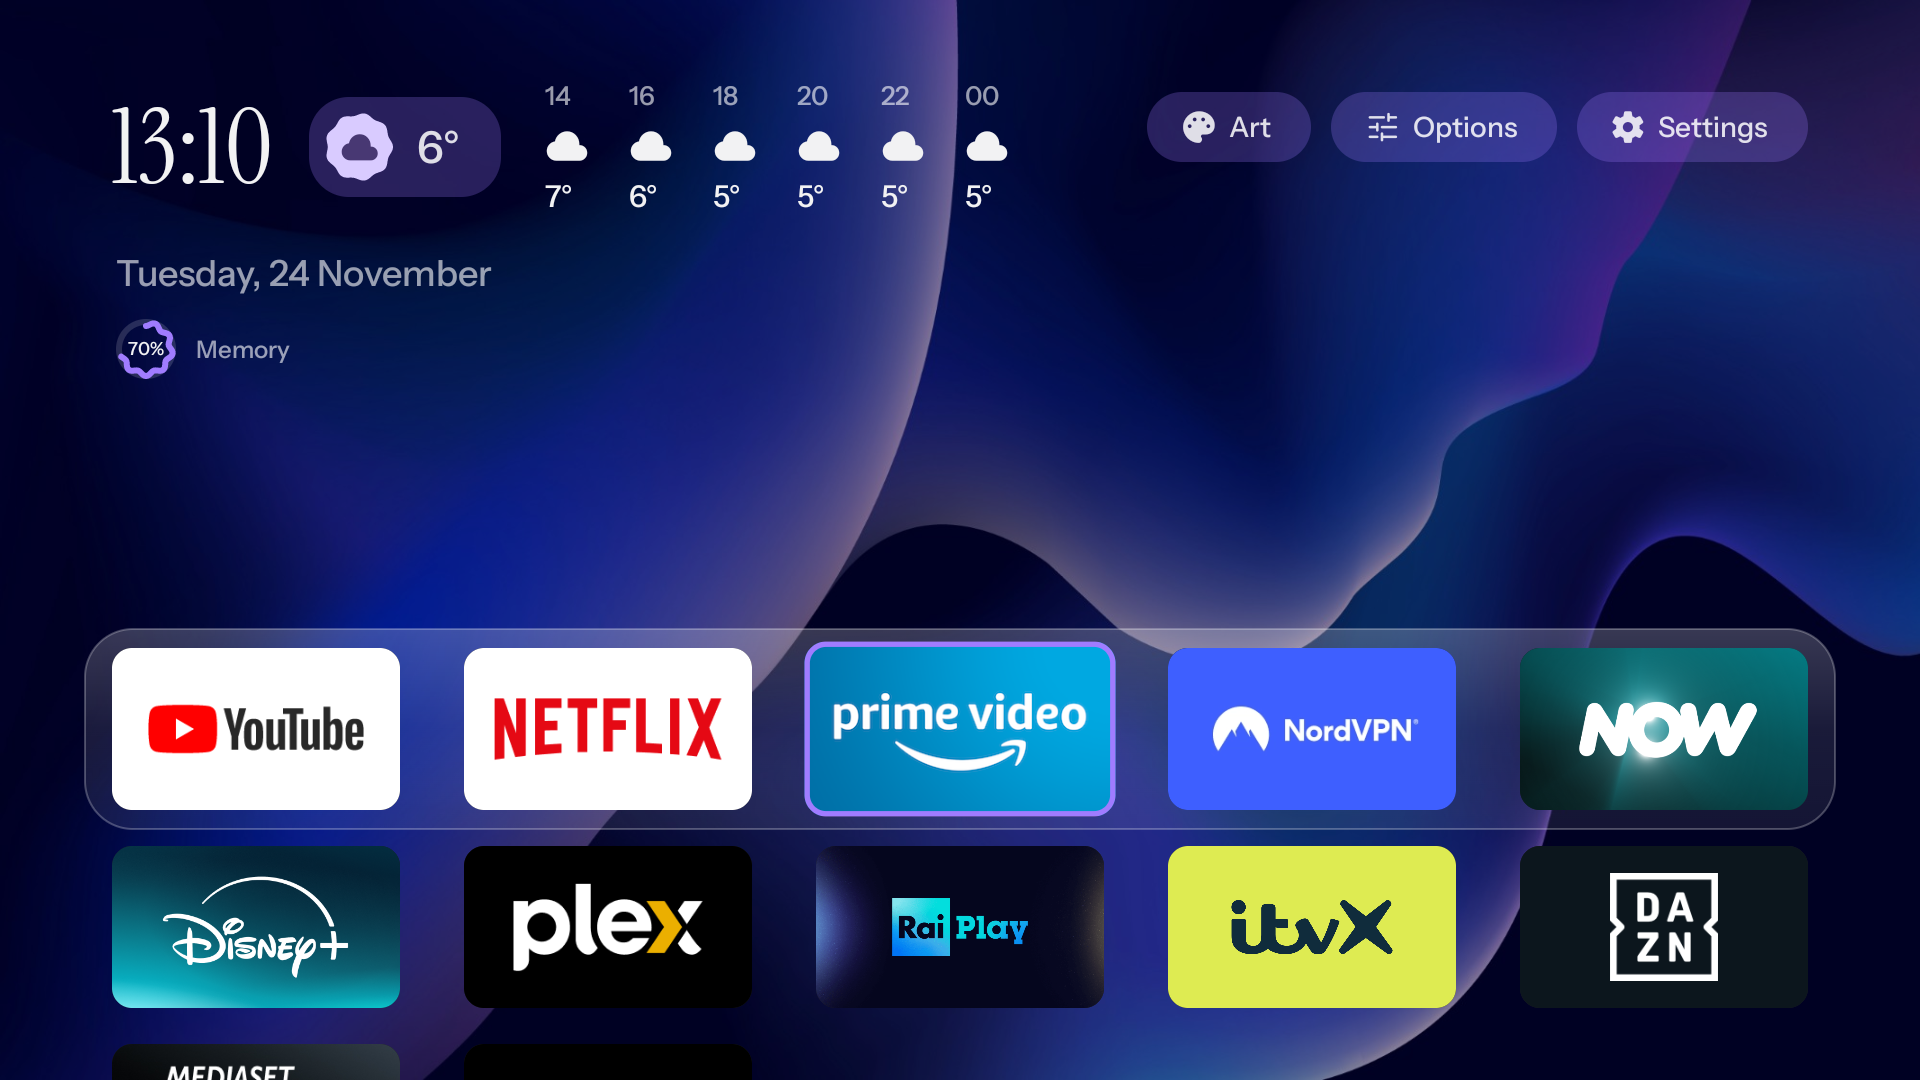 13:10
6°
14 16 18 20 22 00
7° 6° 5° 5° 5° 5°
Art
Options
Settings
Tuesday, 24 November
70% Memory
YouTube
NETFLIX
prime video
NordVPN®
NOW
Disney+
plex
Rai Play
itvX
DA
ZN
MEDIASET